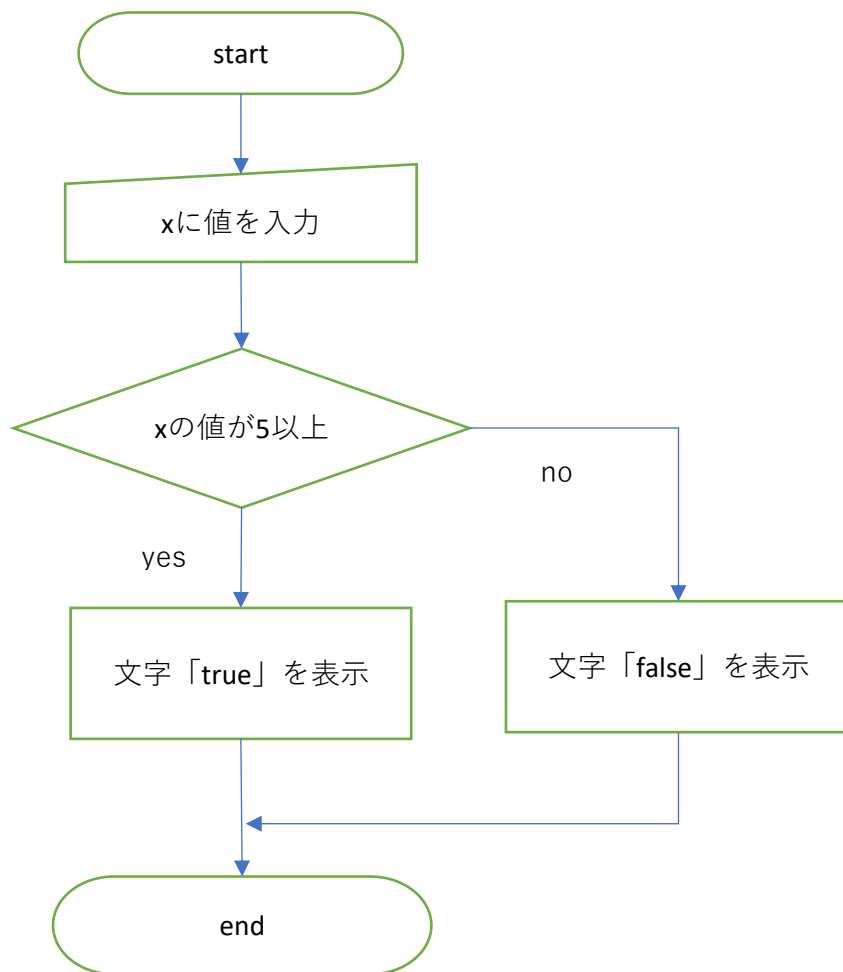 start
xに値を入力
xの値が5以上
no
yes
文字「true」を表示
文字「false」を表示
end